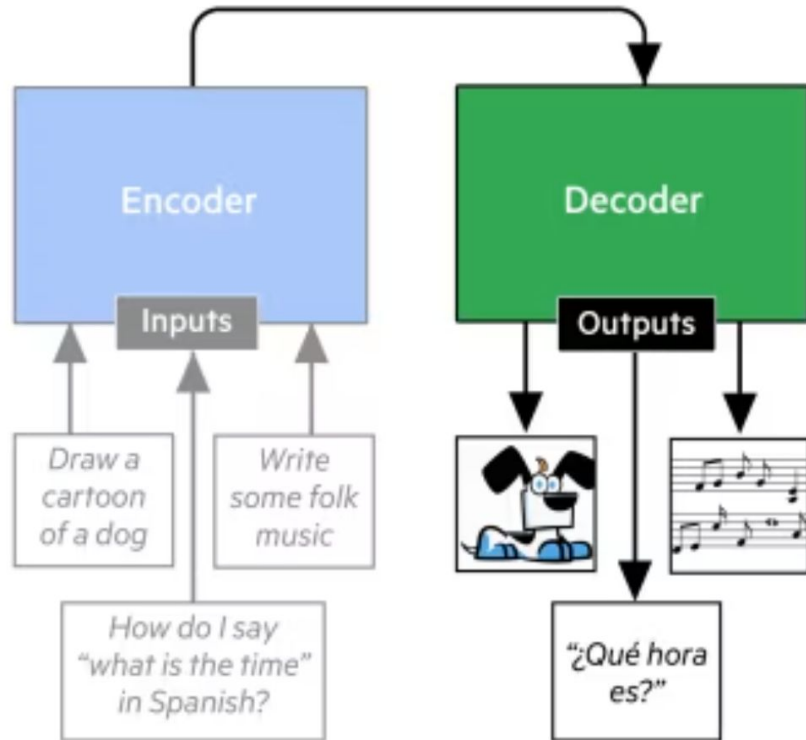 Encoder
Decoder
Inputs
Outputs
Draw a
cartoon
of a dog
Write
some folk
music
How do I say
“what is the time”
in Spanish?
“¿Qué hora
es?”